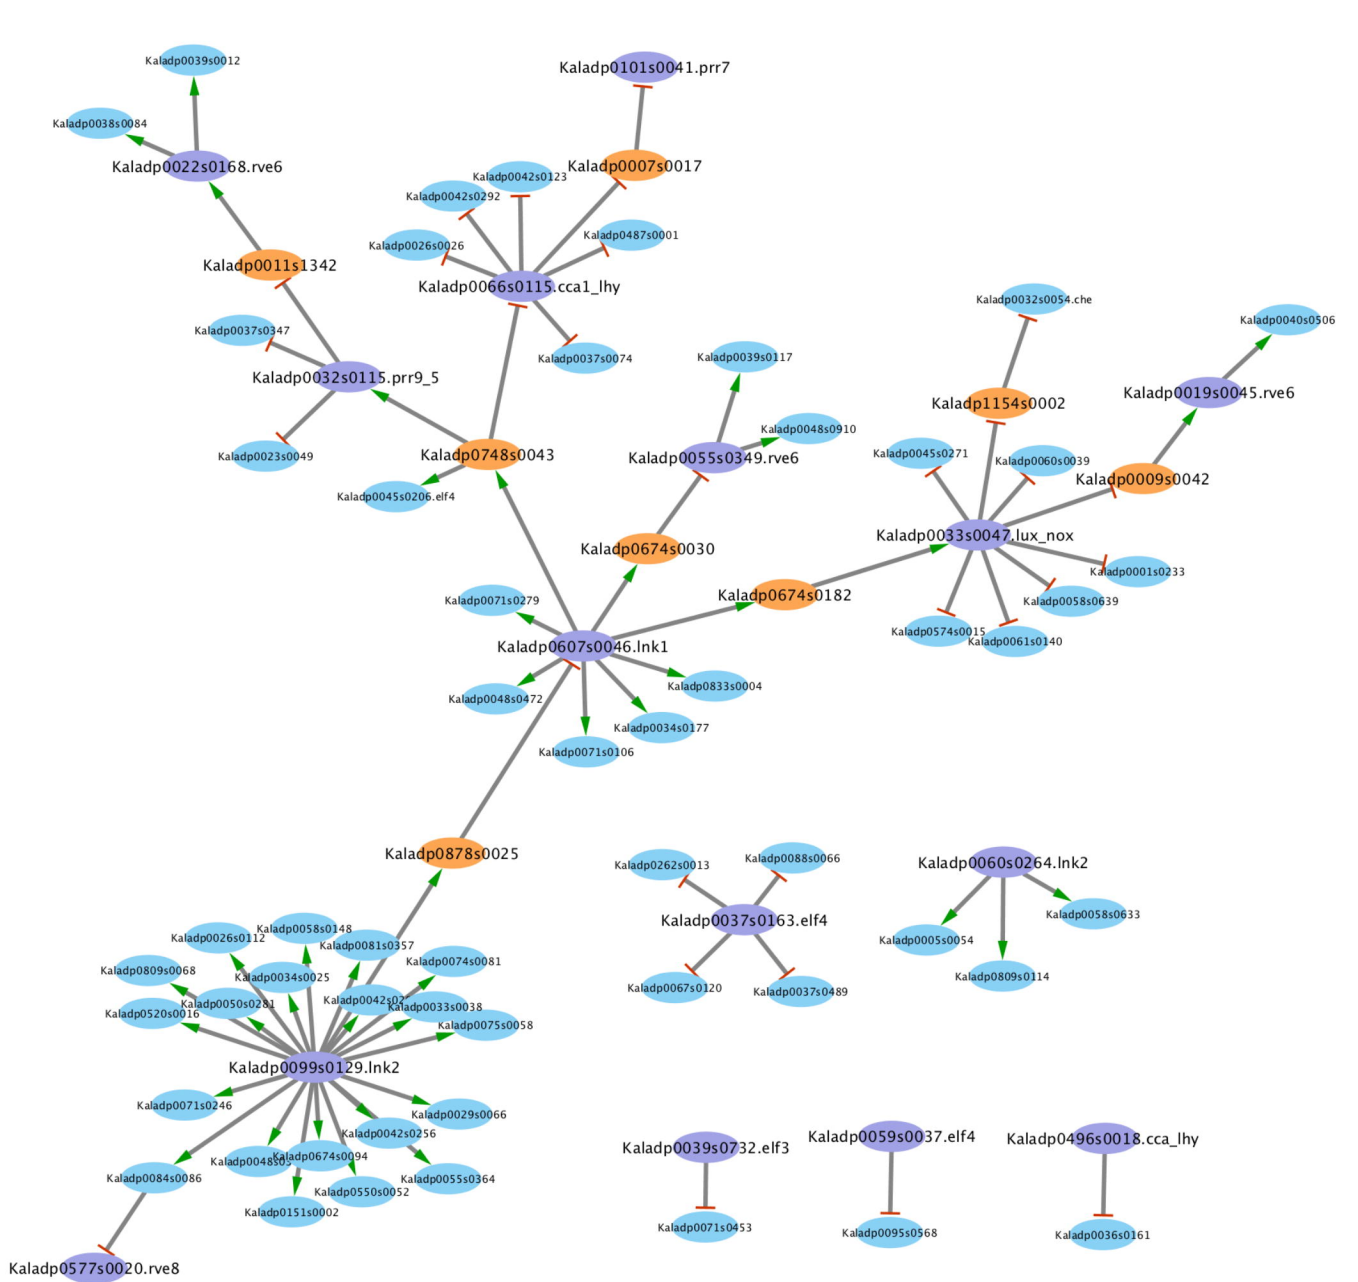 Kaladp0039s0012
Kaladp0101s0041.prr7
Kaladp0038s0084
Kaladp0022s0168.rve6
Kaladp0007s0017
Kaladp0042s0123
Kaladp0042s0292
Kaladp0487s0001
Kaladp0026s0026
Kaladp0011s1342
Kaladp0066s0115.cca1_lhy
Kaladp0032s0054.che
Kaladp0040s0506
Kaladp0037s0347
Kaladp0037s0074
Kaladp0039s0117
Kaladp0032s0115.prr9_5
Kaladp0019s0045.rve6
Kaladp1154s0002
Kaladp0048s0910
Kaladp0023s0049
Kaladp0748s0043
Kaladp0055s0349.rve6
Kaladp0045s0271
Kaladp0060s0039
Kaladp0009s0042
Kaladp0045s0206.elf4
Kaladp0033s0047.lux_nox
Kaladp0674s0030
Kaladp0001s0233
Kaladp0674s0182
Kaladp0071s0279
Kaladp0058s0639
Kaladp0574s0015
Kaladp0061s0140
Kaladp0607s0046.lnk1
Kaladp0833s0004
Kaladp0048s0472
Kaladp0034s0177
Kaladp0071s0106
Kaladp0878s0025
Kaladp0262s0013
Kaladp0088s0066
Kaladp0060s0264.lnk2
Kaladp0037s0163.elf4
Kaladp0058s0633
Kaladp0005s0054
Kaladp0809s0114
Kaladp0067s0120
Kaladp0037s0489
Kaladp0058s0148
Kaladp0026s0112
Kaladp0081s0357
Kaladp0074s0081
Kaladp0809s0068
Kaladp0034s0025
Kaladp0050s0281
Kaladp0033s0038
Kaladp0520s0016
Kaladp0075s0058
Kaladp0099s0129.lnk2
Kaladp0071s0246
Kaladp0029s0066
Kaladp0042s0256
Kaladp0674s0094
Kaladp0084s0086
Kaladp0055s0364
Kaladp0550s0052
Kaladp0151s0002
Kaladp0577s0020.rve8
Kaladp0039s0732.elf3
Kaladp0059s0037.elf4
Kaladp0496s0018.cca_lhy
Kaladp0071s0453
Kaladp0095s0568
Kaladp0036s0161